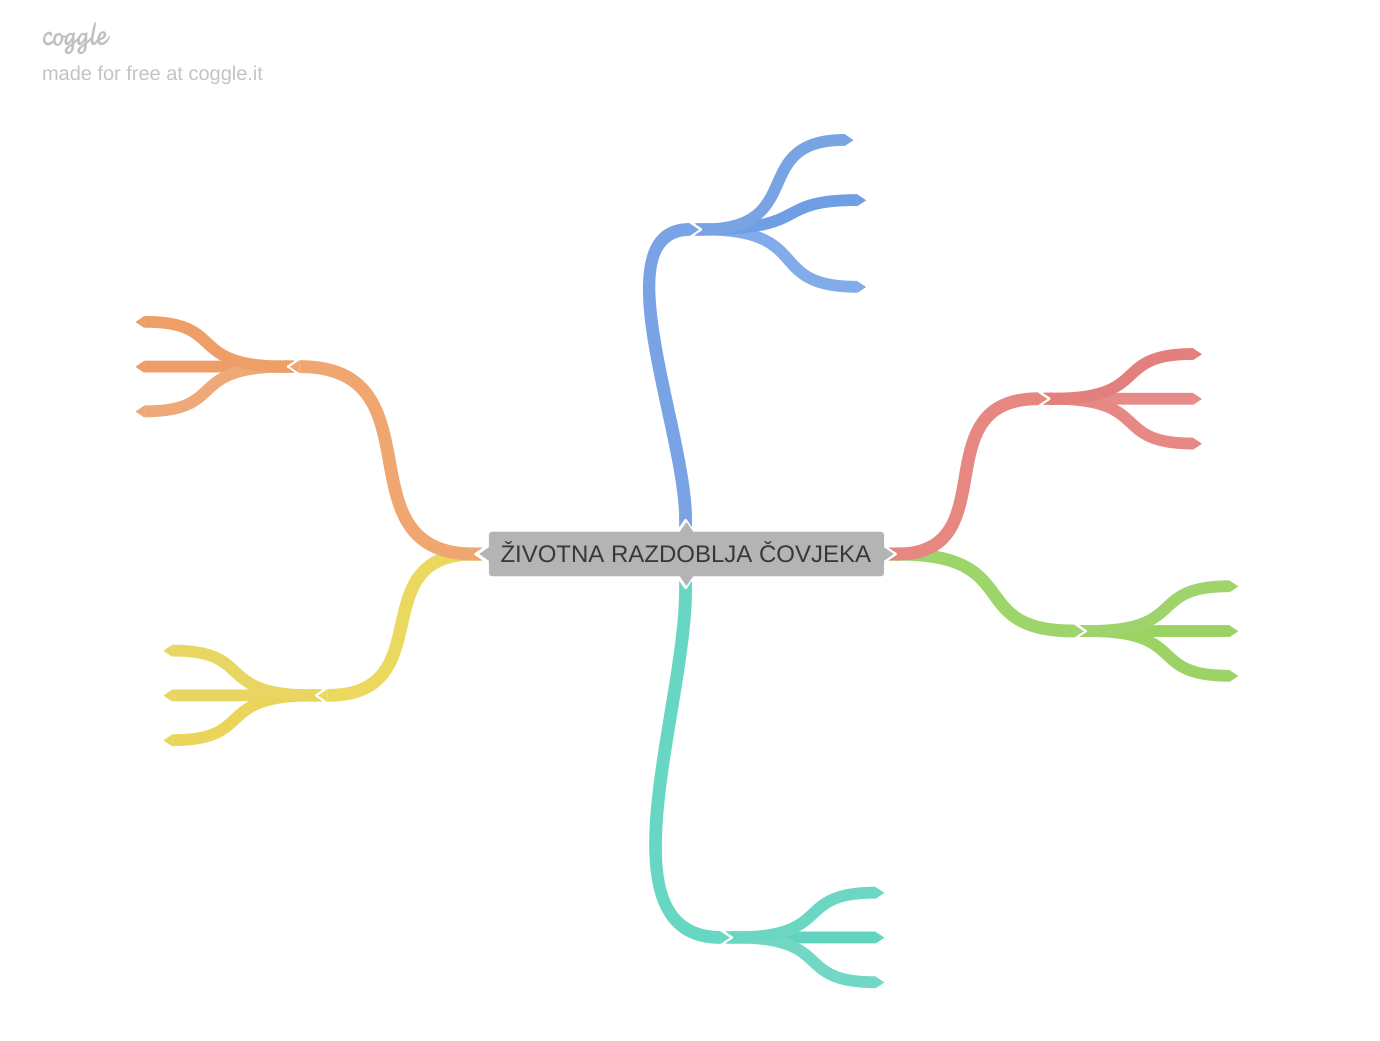 coggle
made for free at coggle.it
ŽIVOTNA RAZDOBLJA ČOVJEKA